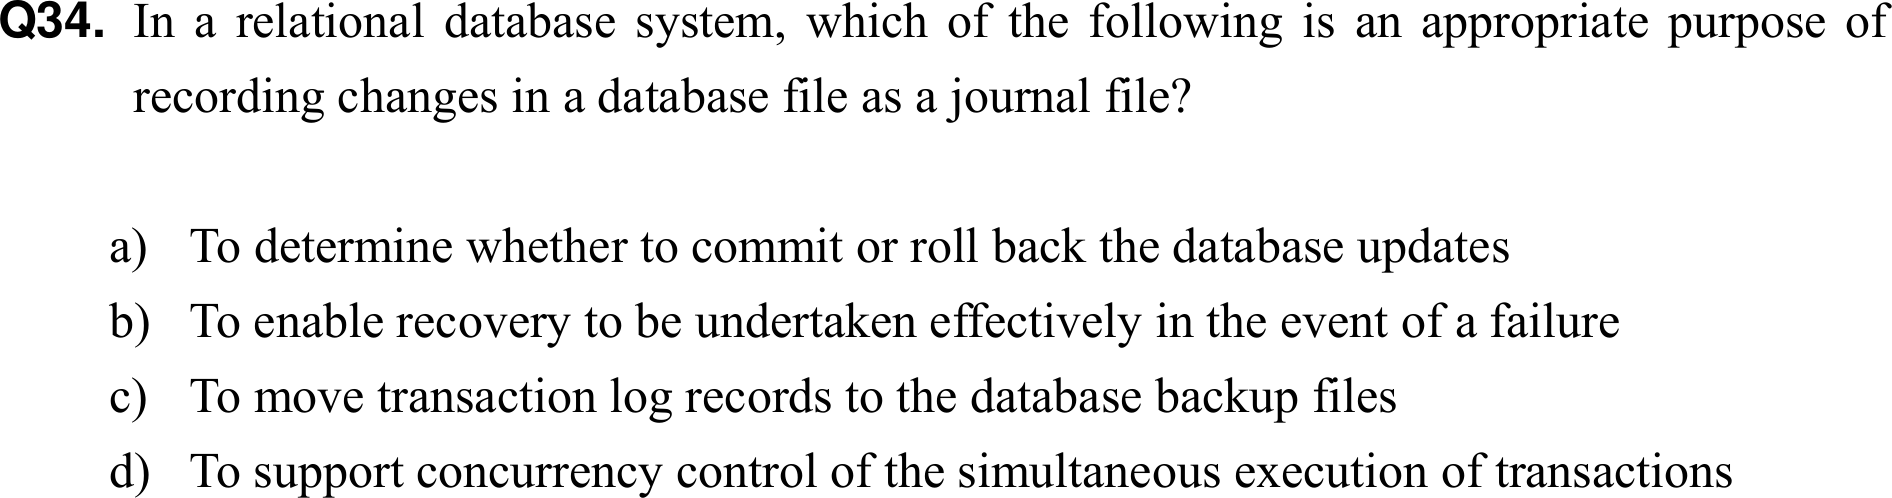 Q34. In a relational database system, which of the following is an appropriate purpose of
recording changes in a database file as a journal file?
a) To determine whether to commit or roll back the database updates
b) To enable recovery to be undertaken effectively in the event of a failure
c) To move transaction log records to the database backup files
d) To support concurrency control of the simultaneous execution of transactions